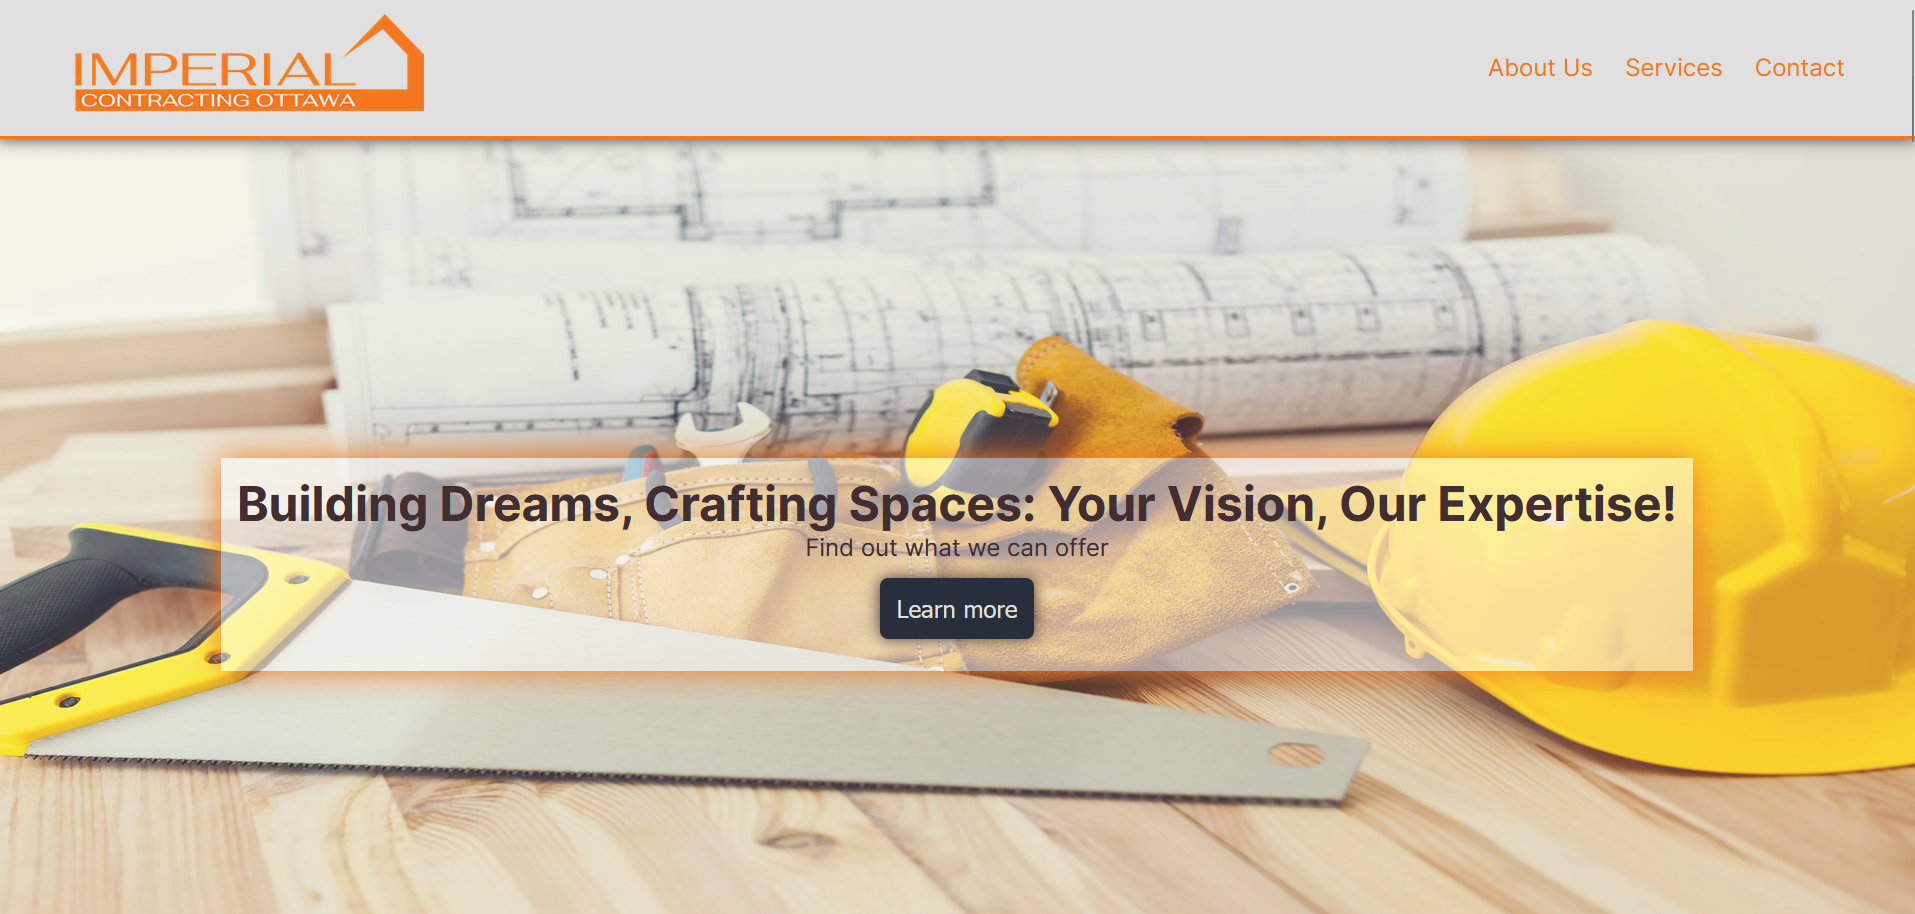 IMPERIAL
CONTRACTING OTTAWA
About Us Services Contact
Building Dreams, Crafting Spaces: Your Vision, Our Expertise!
Find out what we can offer
Learn more